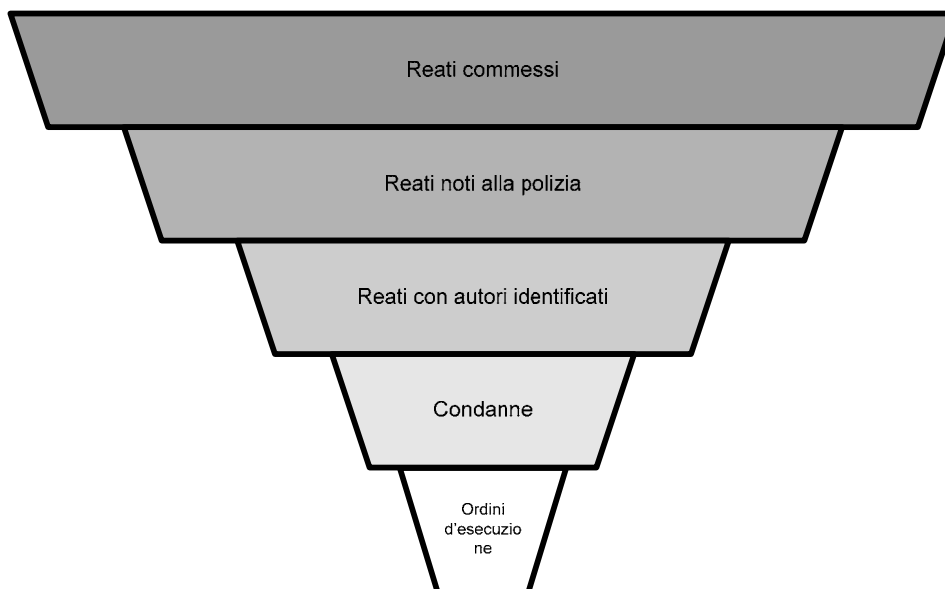 Reati commessi
Reati noti alla polizia
Reati con autori identificati
Condanne
Ordini
d'esecuzio
ne